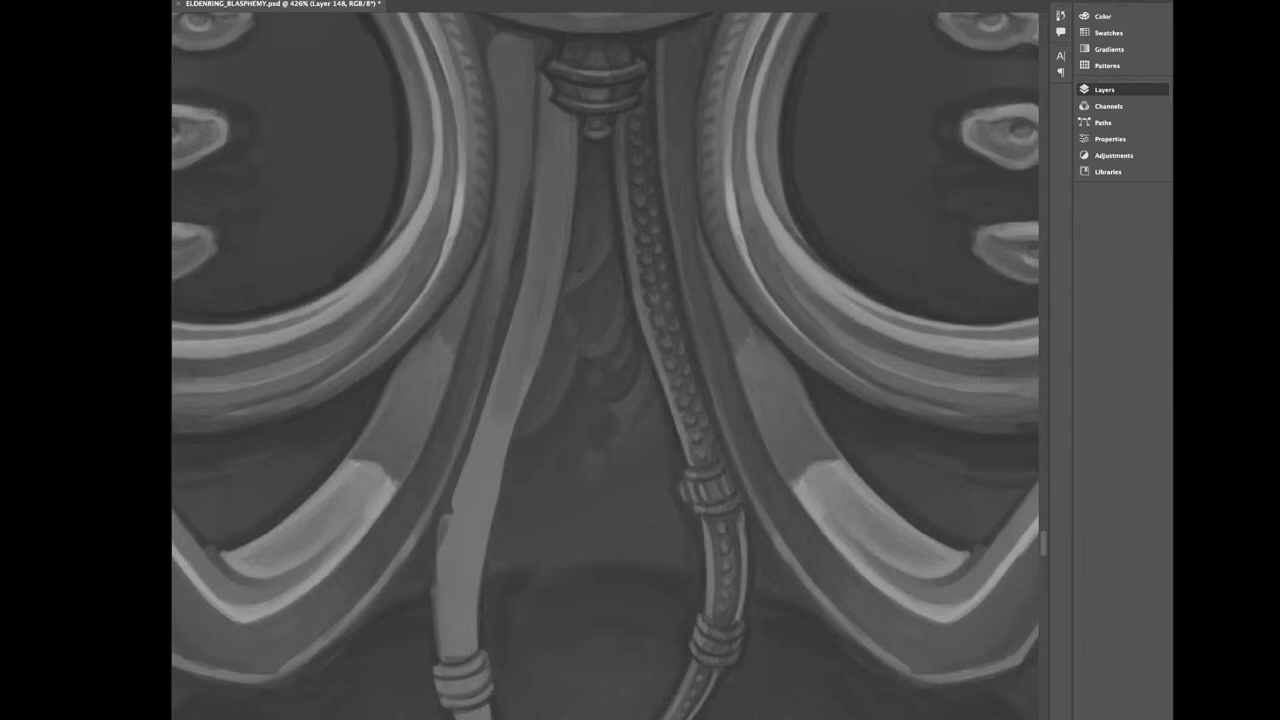 ELDENRING_BLASPHEMY.psd @ 426% (Layer 148, RGB/8*) *
Color
Swatches
Gradients
Patterns
Layers
Channels
Paths
Properties
Adjustments
Libraries